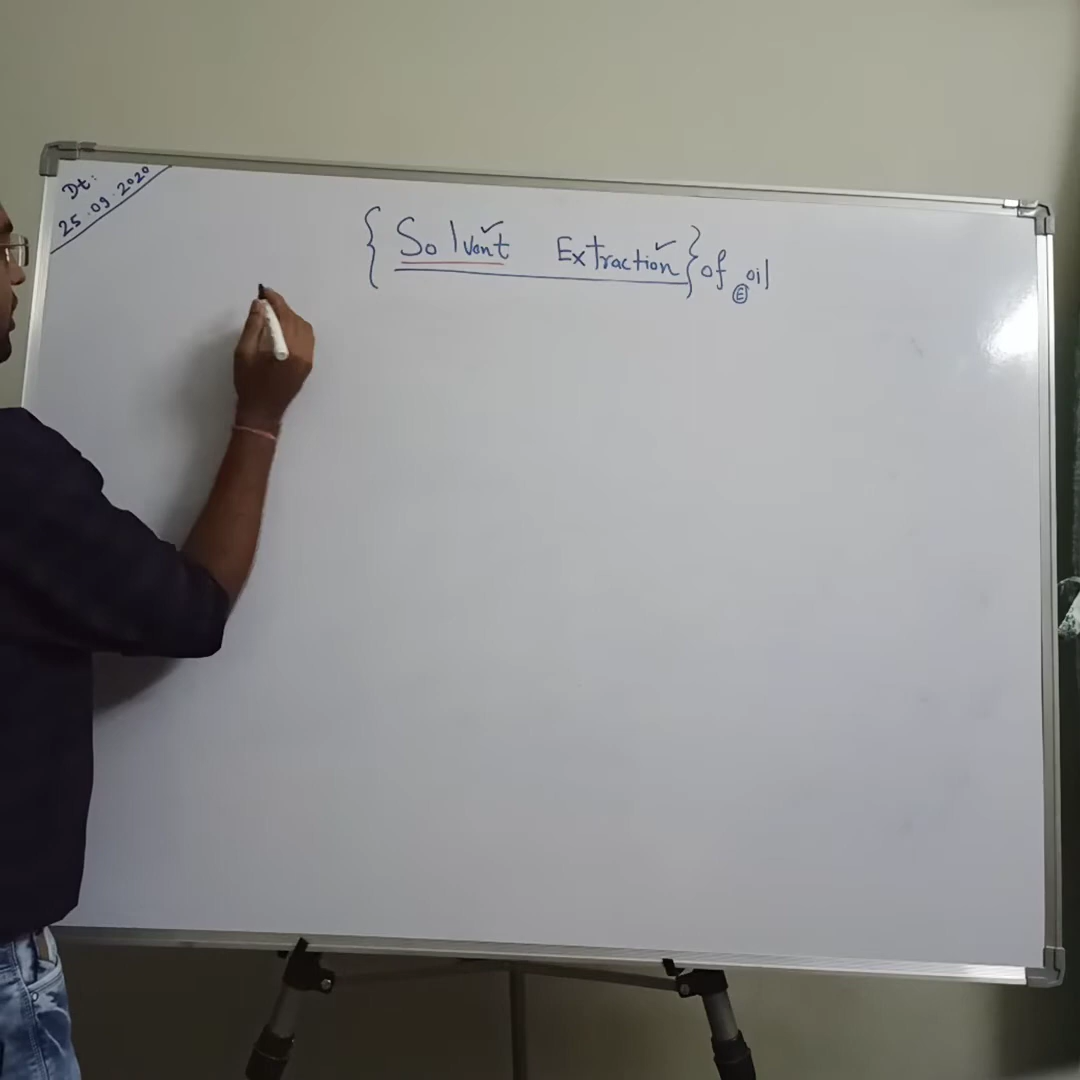 Dt:
25.09.2020
{ Solvent Extraction } of oil
E